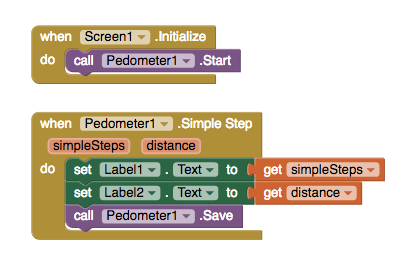 when Screen1 .Initialize
do call Pedometer1 .Start
when Pedometer1 .Simple Step
simpleSteps distance
do set Label1 . Text to get simpleSteps
set Label2 . Text to get distance
call Pedometer1 .Save